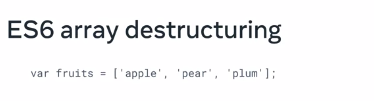 ES6 array destructuring
var fruits = ['apple', 'pear', 'plum'];